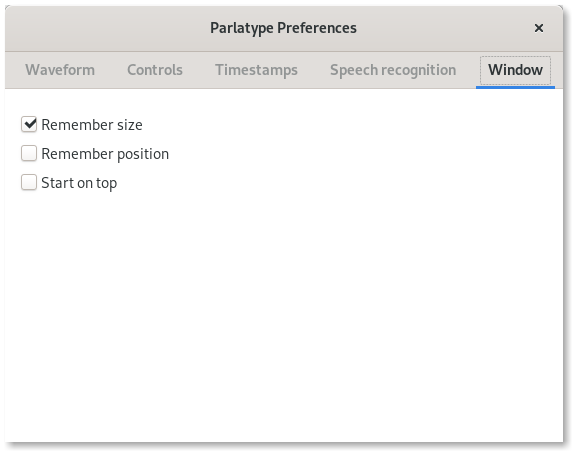 Parlatype Preferences
Waveform Controls Timestamps Speech recognition Window
Remember size
Remember position
Start on top